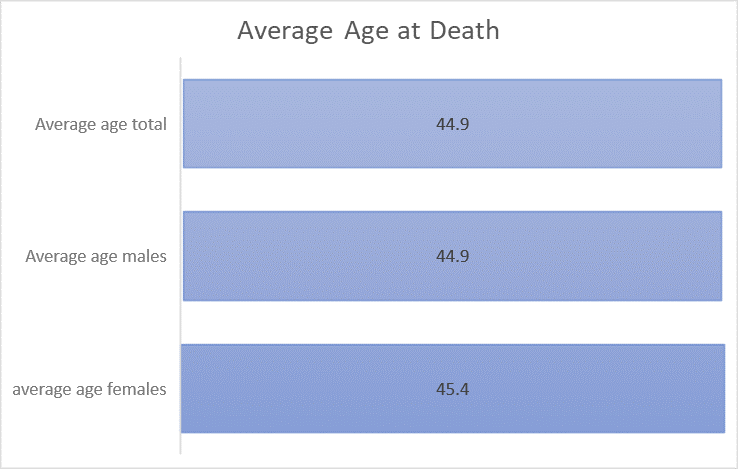 Average Age at Death
Average age total
44.9
Average age males
44.9
average age females
45.4